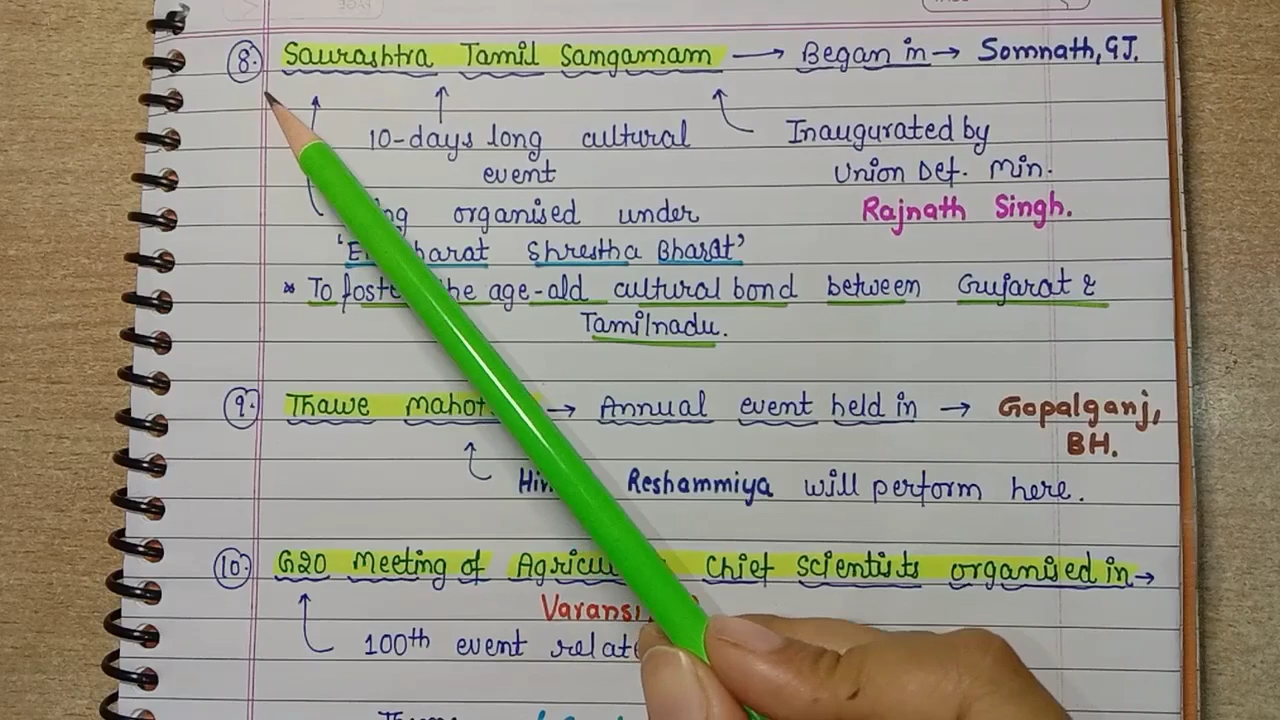 8. Saurashtra Tamil Sangamam → Began in → Somnath, GJ.
10-days long cultural event
Inaugurated by Union Def. Min. Rajnath Singh.
organised under
Shrestha Bharat'
* To the age-old cultural bond between Gujarat &
Tamilnadu.
9. Thawe → Annual event held in → Gopalganj,
BH.
Reshammiya will perform here.
10. G20 Meeting of Chief Scientists organised in →
100th event